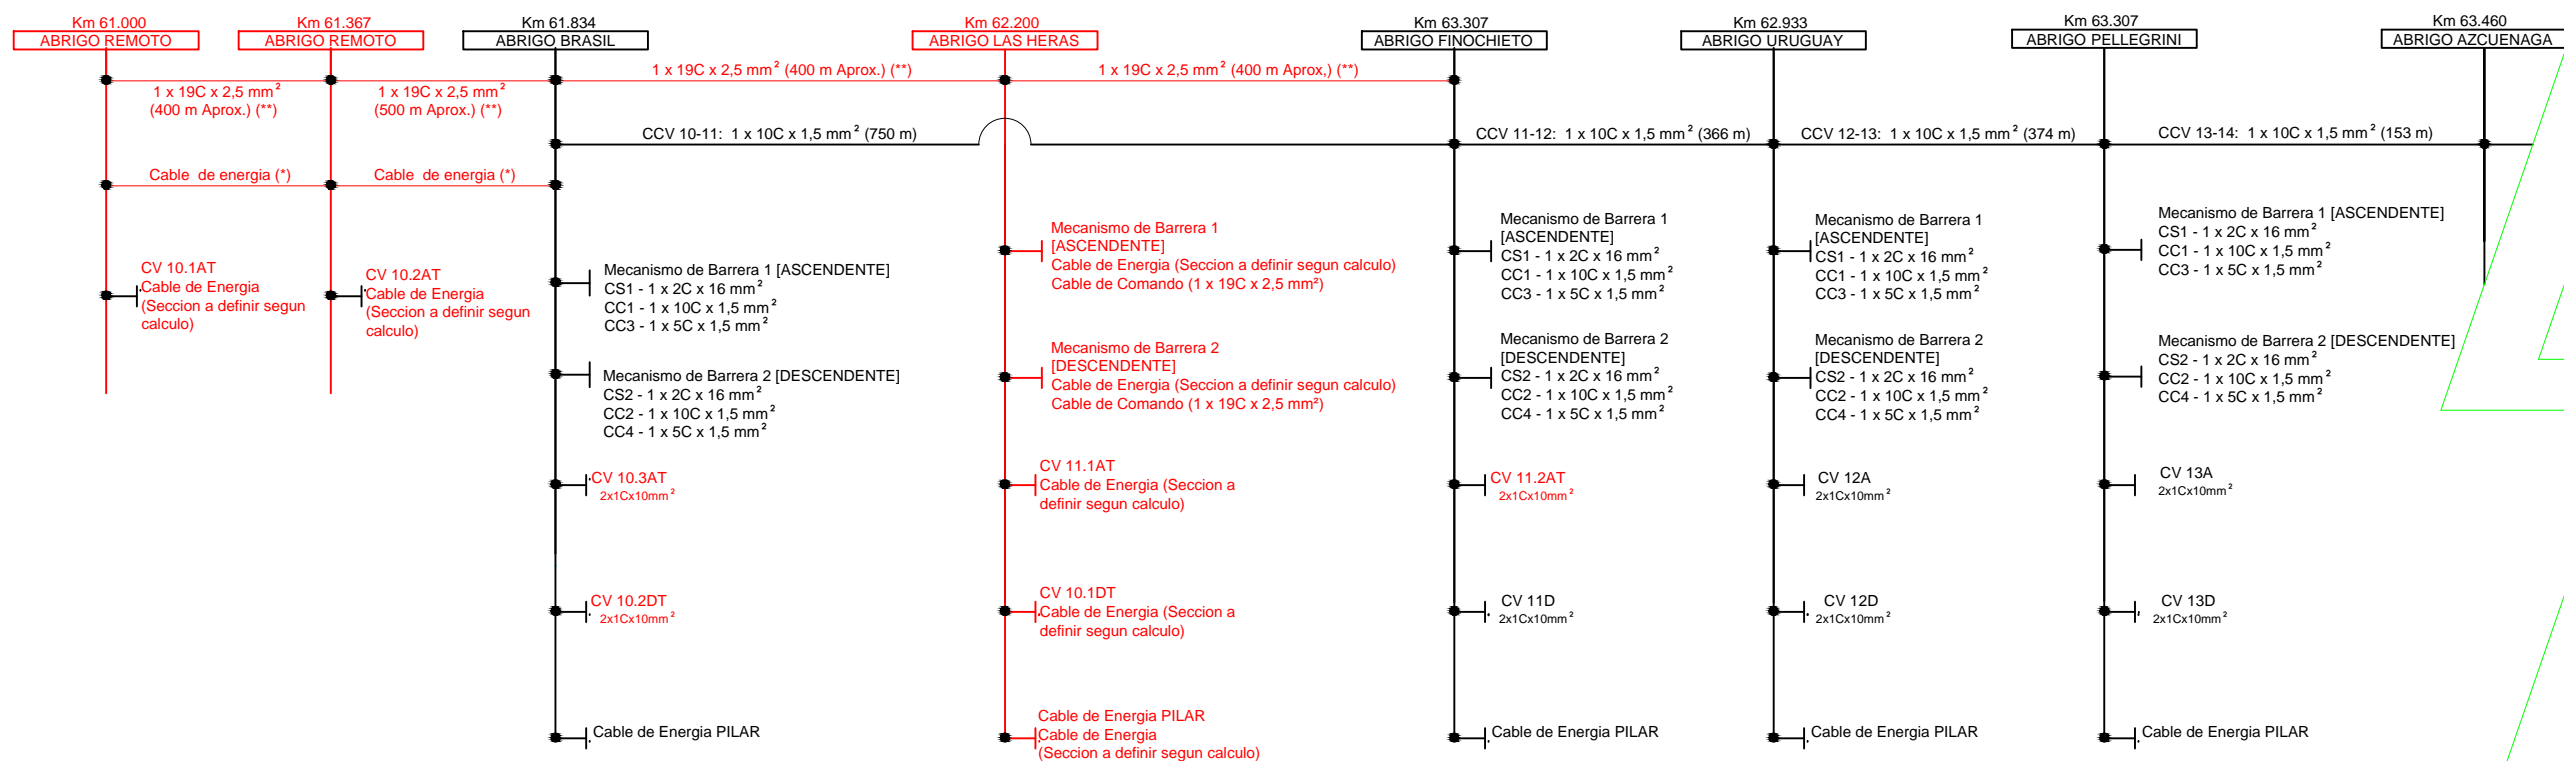 Km 61.000
ABRIGO REMOTO
Km 61.367
ABRIGO REMOTO
Km 61.834
ABRIGO BRASIL
Km 62.200
ABRIGO LAS HERAS
Km 63.307
ABRIGO FINOCHIETO
Km 62.933
ABRIGO URUGUAY
Km 63.307
ABRIGO PELLEGRINI
Km 63.460
ABRIGO AZCUENAGA
1 x 19C x 2,5 mm²
(400 m Aprox.) (**)
1 x 19C x 2,5 mm²
(500 m Aprox.) (**)
1 x 19C x 2,5 mm² (400 m Aprox.) (**)
1 x 19C x 2,5 mm² (400 m Aprox,) (**)
CCV 10-11: 1 x 10C x 1,5 mm² (750 m)
CCV 11-12: 1 x 10C x 1,5 mm² (366 m)
CCV 12-13: 1 x 10C x 1,5 mm² (374 m)
CCV 13-14: 1 x 10C x 1,5 mm² (153 m)
Cable de energia (*)
Cable de energia (*)
CV 10.1AT
Cable de Energia
(Seccion a definir segun
calculo)
CV 10.2AT
Cable de Energia
(Seccion a definir segun
calculo)
Mecanismo de Barrera 1 [ASCENDENTE]
CS1 - 1 x 2C x 16 mm²
CC1 - 1 x 10C x 1,5 mm²
CC3 - 1 x 5C x 1,5 mm²
Mecanismo de Barrera 2 [DESCENDENTE]
CS2 - 1 x 2C x 16 mm²
CC2 - 1 x 10C x 1,5 mm²
CC4 - 1 x 5C x 1,5 mm²
CV 10.3AT
2x1Cx10mm²
CV 10.2DT
2x1Cx10mm²
Cable de Energia PILAR
Mecanismo de Barrera 1
[ASCENDENTE]
Cable de Energia (Seccion a definir segun calculo)
Cable de Comando (1 x 19C x 2,5 mm²)
Mecanismo de Barrera 2
[DESCENDENTE]
Cable de Energia (Seccion a definir segun calculo)
Cable de Comando (1 x 19C x 2,5 mm²)
CV 11.1AT
Cable de Energia (Seccion a
definir segun calculo)
CV 10.1DT
Cable de Energia (Seccion a
definir segun calculo)
Cable de Energia PILAR
Cable de Energia
(Seccion a definir segun calculo)
Mecanismo de Barrera 1
[ASCENDENTE]
CS1 - 1 x 2C x 16 mm²
CC1 - 1 x 10C x 1,5 mm²
CC3 - 1 x 5C x 1,5 mm²
Mecanismo de Barrera 2
[DESCENDENTE]
CS2 - 1 x 2C x 16 mm²
CC2 - 1 x 10C x 1,5 mm²
CC4 - 1 x 5C x 1,5 mm²
CV 11.2AT
2x1Cx10mm²
CV 11D
2x1Cx10mm²
Cable de Energia PILAR
Mecanismo de Barrera 1
[ASCENDENTE]
CS1 - 1 x 2C x 16 mm²
CC1 - 1 x 10C x 1,5 mm²
CC3 - 1 x 5C x 1,5 mm²
Mecanismo de Barrera 2
[DESCENDENTE]
CS2 - 1 x 2C x 16 mm²
CC2 - 1 x 10C x 1,5 mm²
CC4 - 1 x 5C x 1,5 mm²
CV 12A
2x1Cx10mm²
CV 12D
2x1Cx10mm²
Cable de Energia PILAR
Mecanismo de Barrera 1 [ASCENDENTE]
CS1 - 1 x 2C x 16 mm²
CC1 - 1 x 10C x 1,5 mm²
CC3 - 1 x 5C x 1,5 mm²
Mecanismo de Barrera 2 [DESCENDENTE]
CS2 - 1 x 2C x 16 mm²
CC2 - 1 x 10C x 1,5 mm²
CC4 - 1 x 5C x 1,5 mm²
CV 13A
2x1Cx10mm²
CV 13D
2x1Cx10mm²
Cable de Energia PILAR